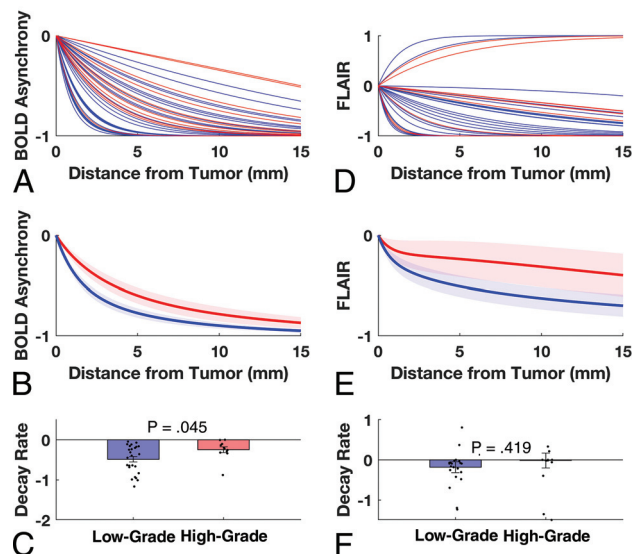 0
BOLD Asynchrony
-1
0 5 10 15
A Distance from Tumor (mm)
1
FLAIR
0
-1
0 5 10 15
D Distance from Tumor (mm)
0
BOLD Asynchrony
-1
0 5 10 15
B Distance from Tumor (mm)
0
FLAIR
-1
0 5 10 15
E Distance from Tumor (mm)
P = .045
0
Decay Rate
-1
-2
C Low-Grade High-Grade
1
P = .419
0
Decay Rate
-1
F Low-Grade High-Grade